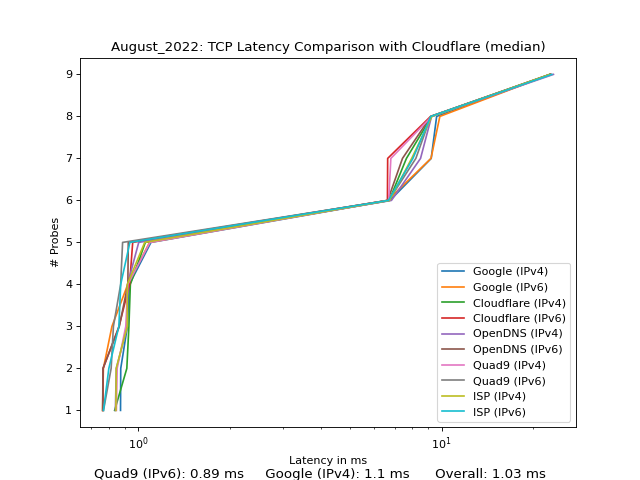 August_2022: TCP Latency Comparison with Cloudflare (median)
# Probes
9
8
7
6
5
4
3
2
1
Google (IPv4)
Google (IPv6)
Cloudflare (IPv4)
Cloudflare (IPv6)
OpenDNS (IPv4)
OpenDNS (IPv6)
Quad9 (IPv4)
Quad9 (IPv6)
ISP (IPv4)
ISP (IPv6)
10⁰ 10¹
Latency in ms
Quad9 (IPv6): 0.89 ms Google (IPv4): 1.1 ms Overall: 1.03 ms